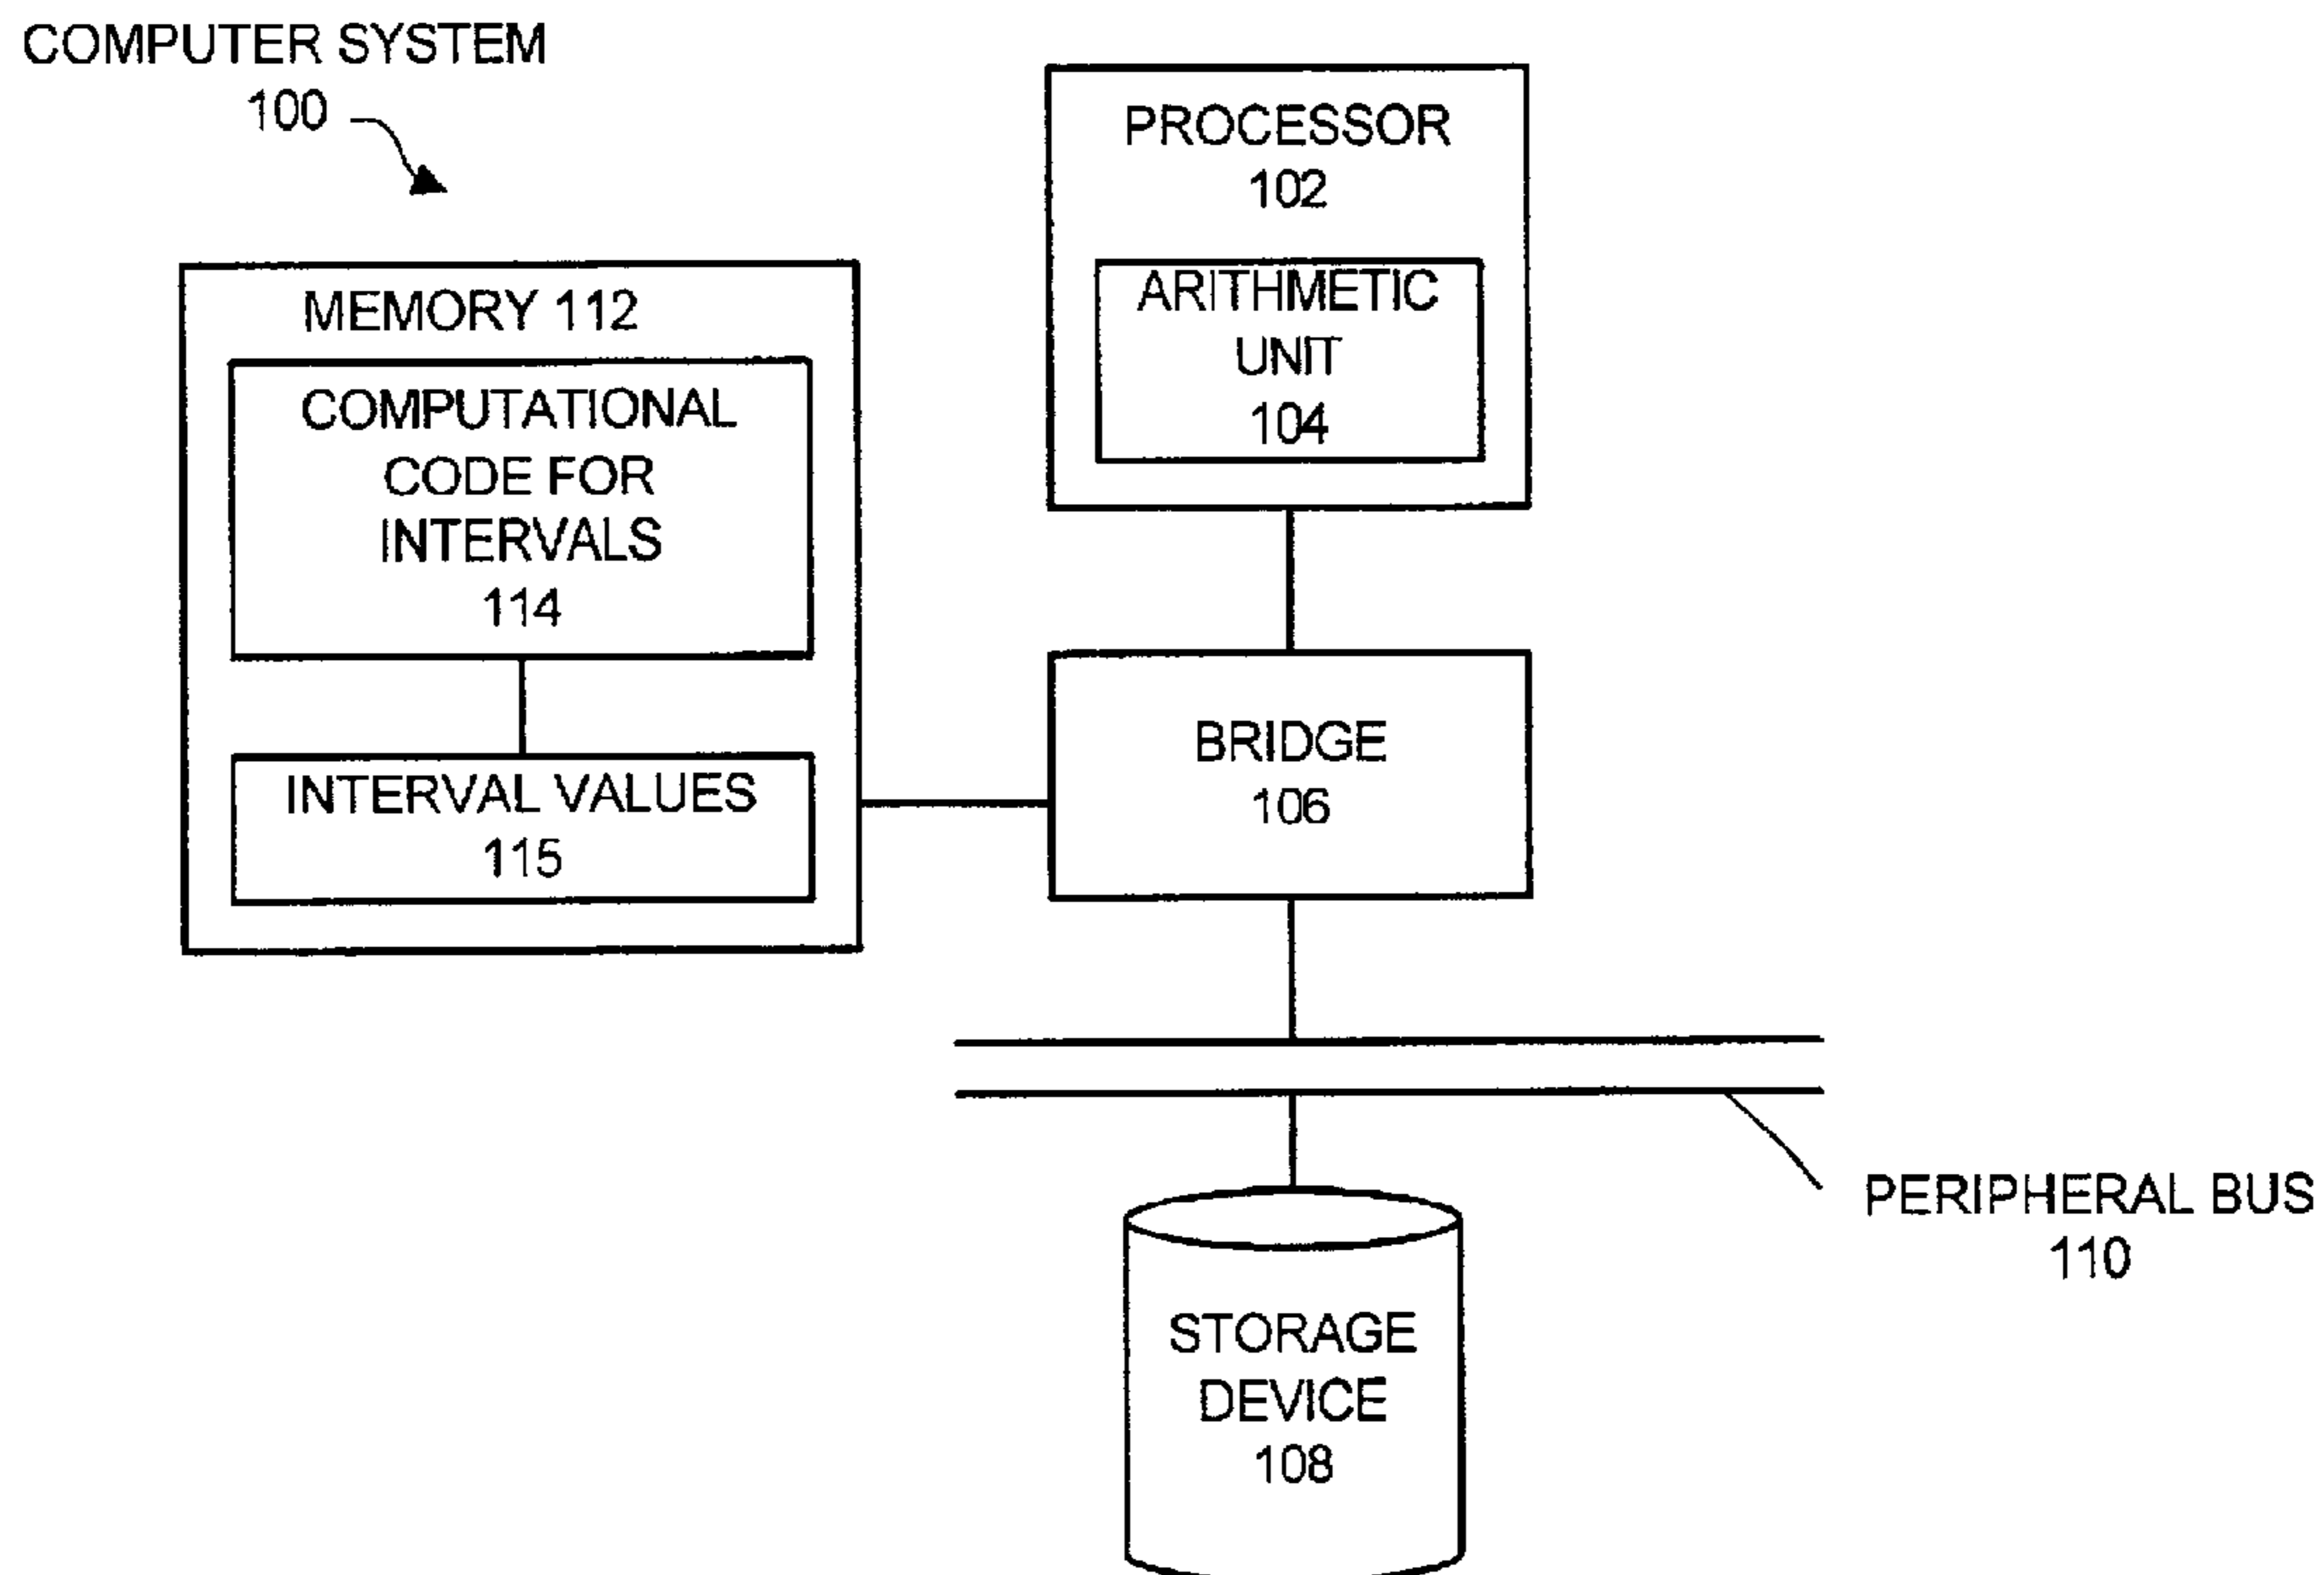 COMPUTER SYSTEM
100
PROCESSOR
102
ARITHMETIC
UNIT
104
MEMORY 112
COMPUTATIONAL
CODE FOR
INTERVALS
114
INTERVAL VALUES
115
BRIDGE
106
PERIPHERAL BUS
110
STORAGE
DEVICE
108